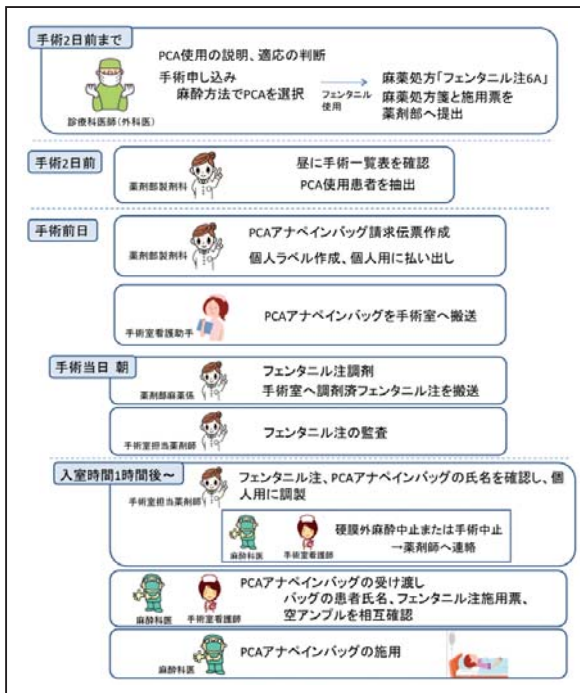 手術2日前まで
PCA使用の説明、適応の判断
手術申し込み
麻酔方法でPCAを選択
フェンタニル
使用
麻薬処方「フェンタニル注6A」
麻薬処方箋と施用票を
薬剤部へ提出
診療科医師(外科医)
手術2日前
昼に手術一覧表を確認
PCA使用患者を抽出
薬剤部製剤科
手術前日
PCAアナペインバッグ請求伝票作成
個人ラベル作成、個人用に払い出し
薬剤部製剤科
PCAアナペインバッグを手術室へ搬送
手術室看護助手
手術当日 朝
フェンタニル注調剤
手術室へ調剤済フェンタニル注を搬送
薬剤部麻薬係
フェンタニル注の監査
手術室担当薬剤師
入室時間1時間後～
フェンタニル注、PCAアナペインバッグの氏名を確認し、個
人用に調製
手術室担当薬剤師
硬膜外麻酔中止または手術中止
→薬剤師へ連絡
麻酔科医
手術室看護師
PCAアナペインバッグの受け渡し
バッグの患者氏名、フェンタニル注施用票、
空アンプルを相互確認
麻酔科医
手術室看護師
PCAアナペインバッグの施用
麻酔科医